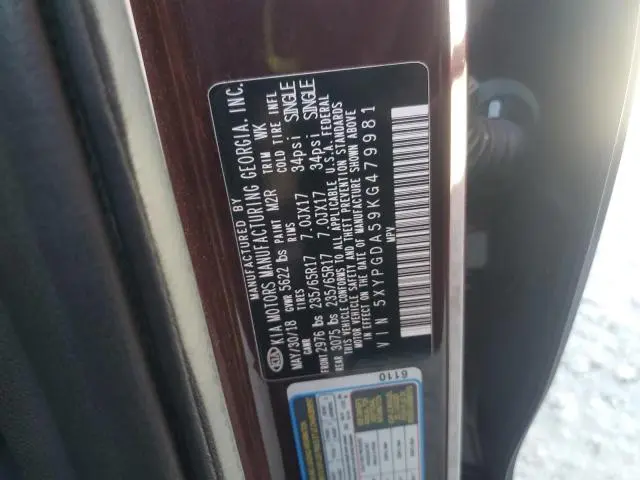 MANUFACTURED BY
KIA KIA MOTORS MANUFACTURING GEORGIA, INC.
MAY/30/18 GVWR 5622 lbs PAINT M2R TRIM WK
GAWR TIRES RIMS COLD TIRE INFL
FRONT 2976 lbs 235/65R17 7.0JX17 34psi SINGLE
REAR 3075 lbs 235/65R17 7.0JX17 34psi SINGLE
THIS VEHICLE CONFORMS TO ALL APPLICABLE U.S.A. FEDERAL
MOTOR VEHICLE SAFETY AND THEFT PREVENTION STANDARDS
IN EFFECT ON THE DATE OF MANUFACTURE SHOWN ABOVE
VIN 5XYPGDA59KG479981
MPV
6110